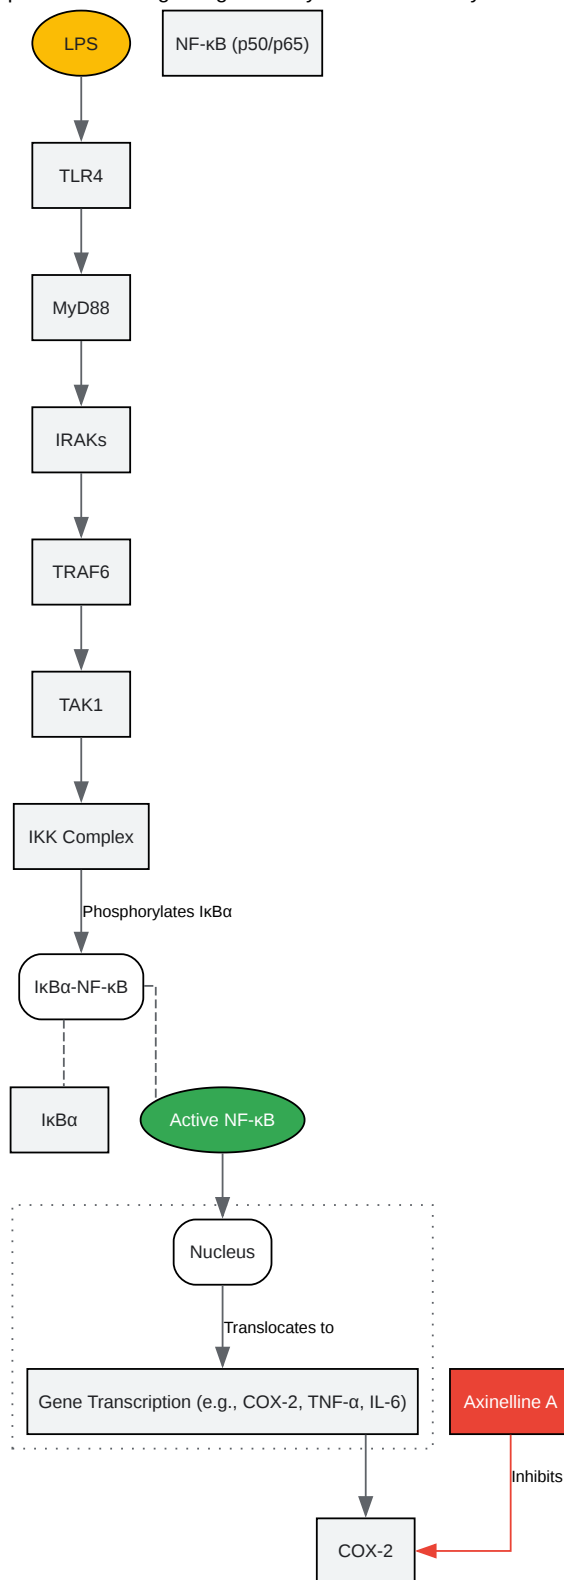 LPS
NF-κB (p50/p65)
TLR4
MyD88
IRAKs
TRAF6
TAK1
IKK Complex
Phosphorylates IκBα
IκBα-NF-κB
IκBα
Active NF-κB
Nucleus
Translocates to
Gene Transcription (e.g., COX-2, TNF-α, IL-6)
Axinelline A
Inhibits
COX-2